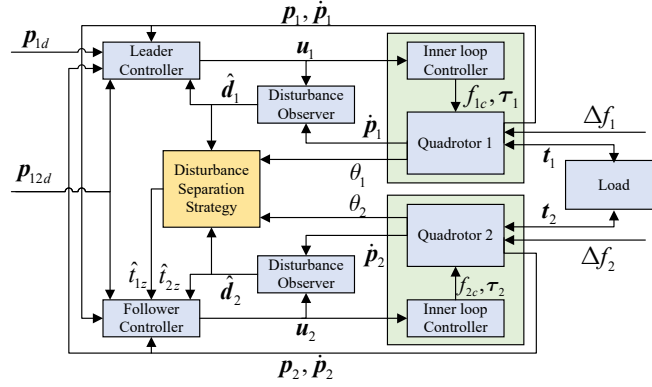 p₁, ṗ₁
p₁d
Leader
Controller
u₁
Inner loop
Controller
d̂₁
Disturbance
Observer
f₁c, τ₁
ṗ₁
Quadrotor 1
Δf₁
t₁
Disturbance
Separation
Strategy
θ₁
Load
p₁₂d
θ₂
t₂
Quadrotor 2
Δf₂
t̂₁z
t̂₂z
d̂₂
Disturbance
Observer
ṗ₂
f₂c, τ₂
Follower
Controller
u₂
Inner loop
Controller
p₂, ṗ₂